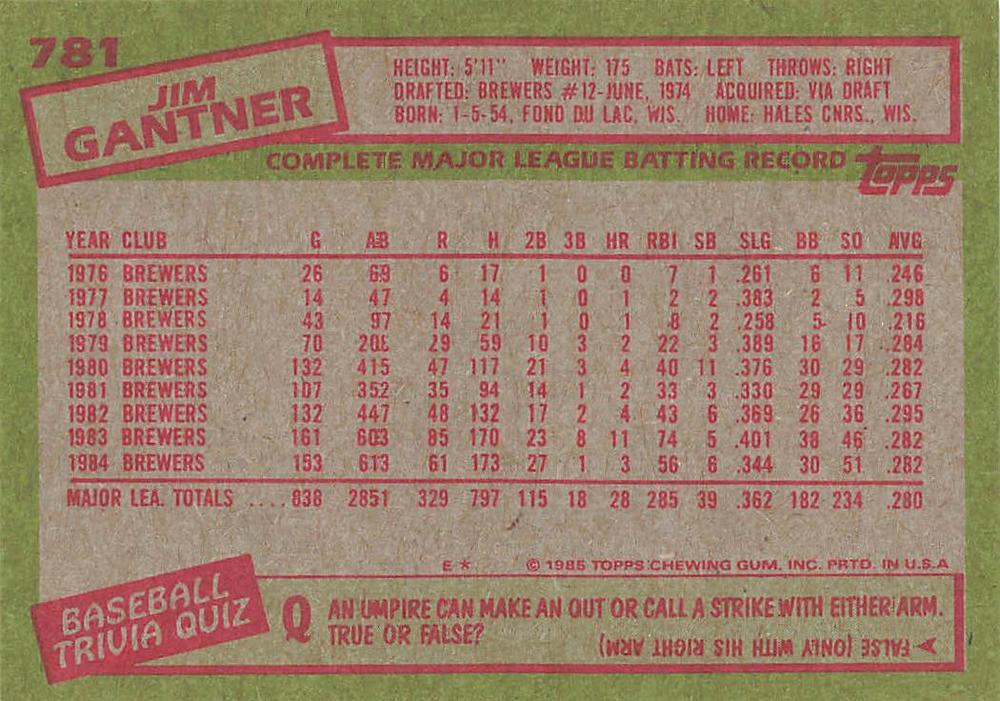 781
JIM
GANTNER
HEIGHT: 5'11" WEIGHT: 175 BATS: LEFT THROWS: RIGHT
DRAFTED: BREWERS #12-JUNE, 1974 ACQUIRED: VIA DRAFT
BORN: 1-5-54, FOND DU LAC, WIS. HOME: HALES CNRS., WIS.
COMPLETE MAJOR LEAGUE BATTING RECORD
topps
YEAR CLUB G AB R H 2B 3B HR RBI SB SLG BB SO AVG
1976 BREWERS 26 69 6 17 1 0 0 7 1 .261 6 11 .246
1977 BREWERS 14 47 4 14 1 0 1 2 2 .383 2 5 .298
1978 BREWERS 43 97 14 21 1 0 1 8 2 .258 5 10 .216
1979 BREWERS 70 208 29 59 10 3 2 22 3 .389 16 17 .284
1980 BREWERS 132 415 47 117 21 3 4 40 11 .376 30 29 .282
1981 BREWERS 107 352 35 94 14 1 2 33 3 .330 29 29 .267
1982 BREWERS 132 447 48 132 17 2 4 43 6 .369 26 36 .295
1983 BREWERS 161 603 85 170 23 8 11 74 5 .401 38 46 .282
1984 BREWERS 153 613 61 173 27 1 3 56 6 .344 30 51 .282
MAJOR LEA. TOTALS .... 838 2851 329 797 115 18 28 285 39 .362 182 234 .280
E * © 1985 TOPPS CHEWING GUM, INC. PRTD. IN U.S.A
BASEBALL
TRIVIA QUIZ
Q AN UMPIRE CAN MAKE AN OUT OR CALL A STRIKE WITH EITHER ARM.
TRUE OR FALSE?
FALSE (ONLY WITH HIS RIGHT ARM)